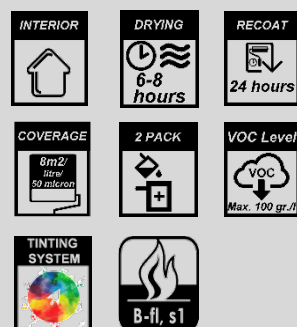 INTERIOR
DRYING
RECOAT
6-8
hours
24 hours
COVERAGE
2 PACK
VOC Level
8m2/
litre/
50 micron
VOC
Max. 100 gr./l
TINTING
SYSTEM
B-fl, s1